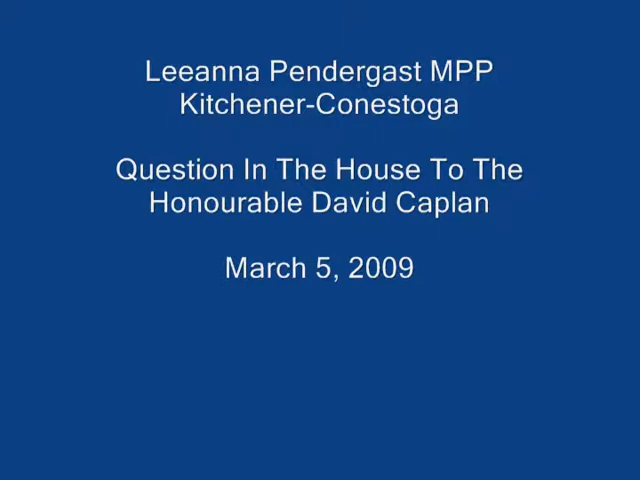 Leeanna Pendergast MPP
Kitchener-Conestoga
Question In The House To The
Honourable David Caplan
March 5, 2009